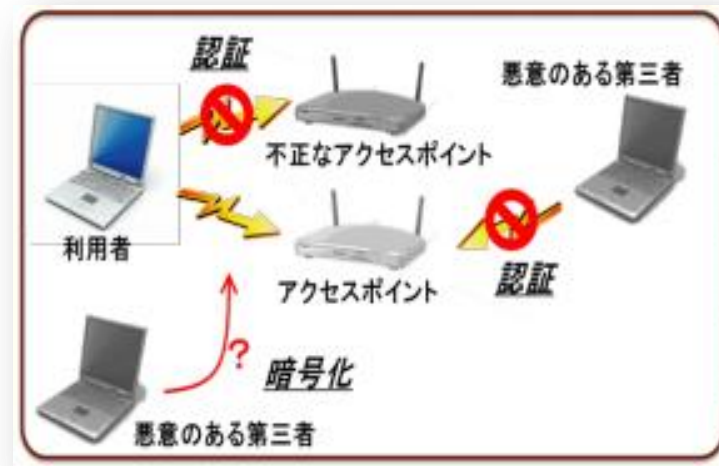 認証
悪意のある第三者
不正なアクセスポイント
利用者
アクセスポイント
認証
?
暗号化
悪意のある第三者